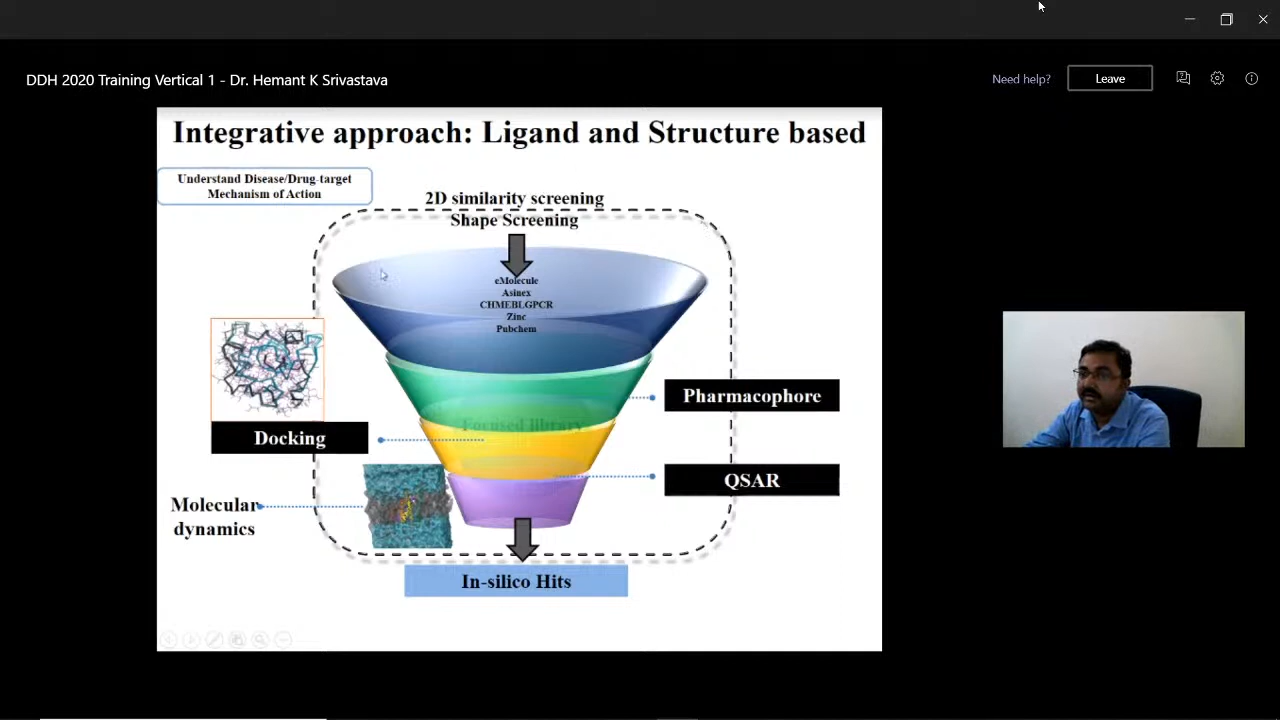 DDH 2020 Training Vertical 1 - Dr. Hemant K Srivastava
Need help?
Leave
Integrative approach: Ligand and Structure based
Understand Disease/Drug-target
Mechanism of Action
2D similarity screening
Shape Screening
eMolecule
Asinex
CHMEBLGPCR
Zinc
Pubchem
Pharmacophore
Focused library
Docking
QSAR
Molecular
dynamics
In-silico Hits